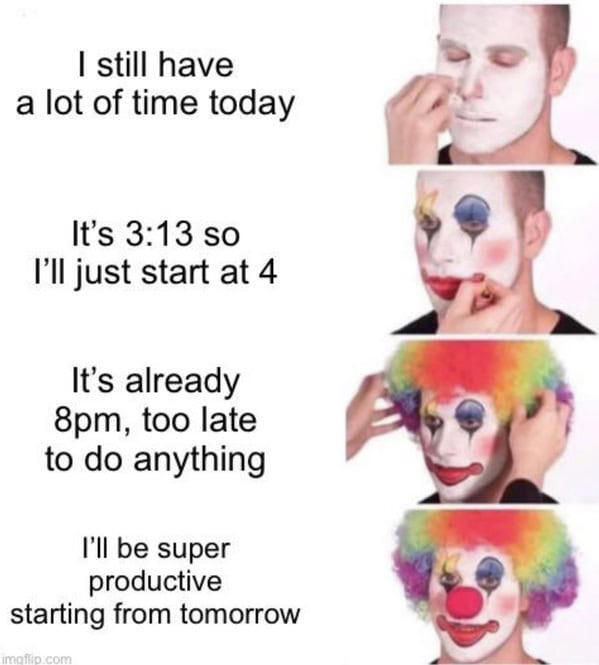 I still have
a lot of time today
It’s 3:13 so
I’ll just start at 4
It’s already
8pm, too late
to do anything
I’ll be super
productive
starting from tomorrow
imgflip.com